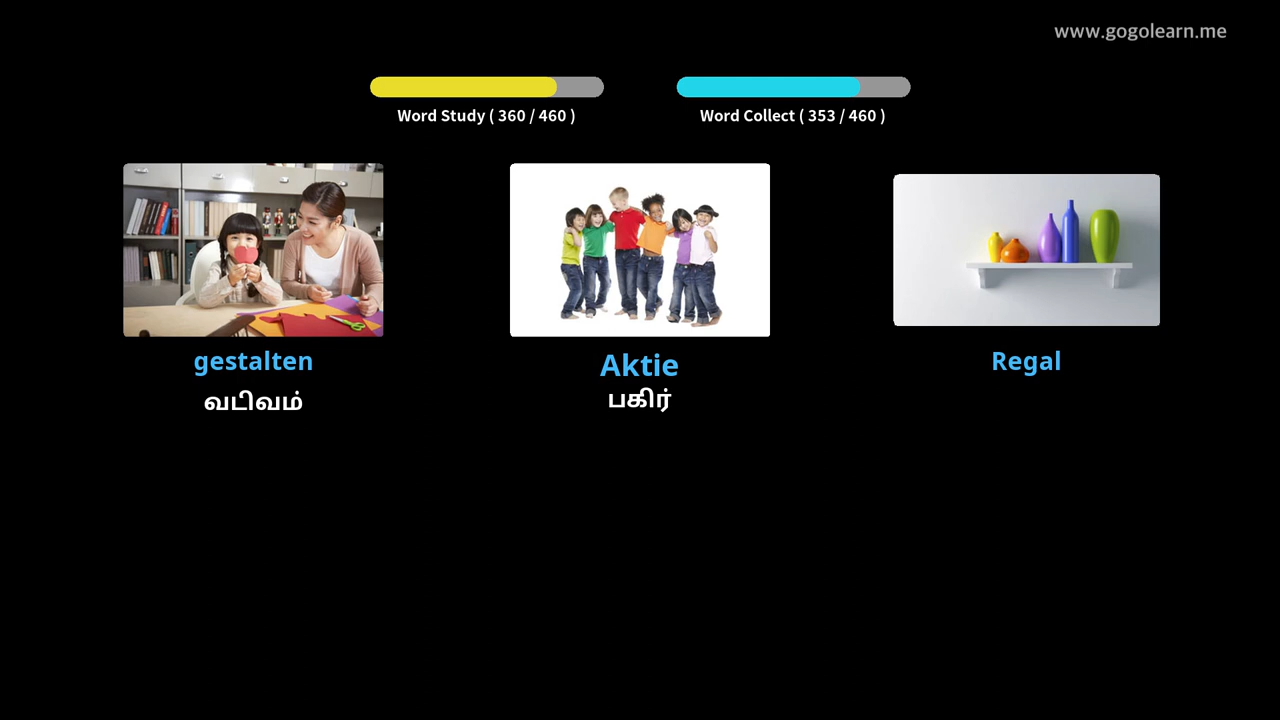 www.gogolearn.me
Word Study ( 360 / 460 )
Word Collect ( 353 / 460 )
gestalten
வடிவம்
Aktie
பகிர்
Regal